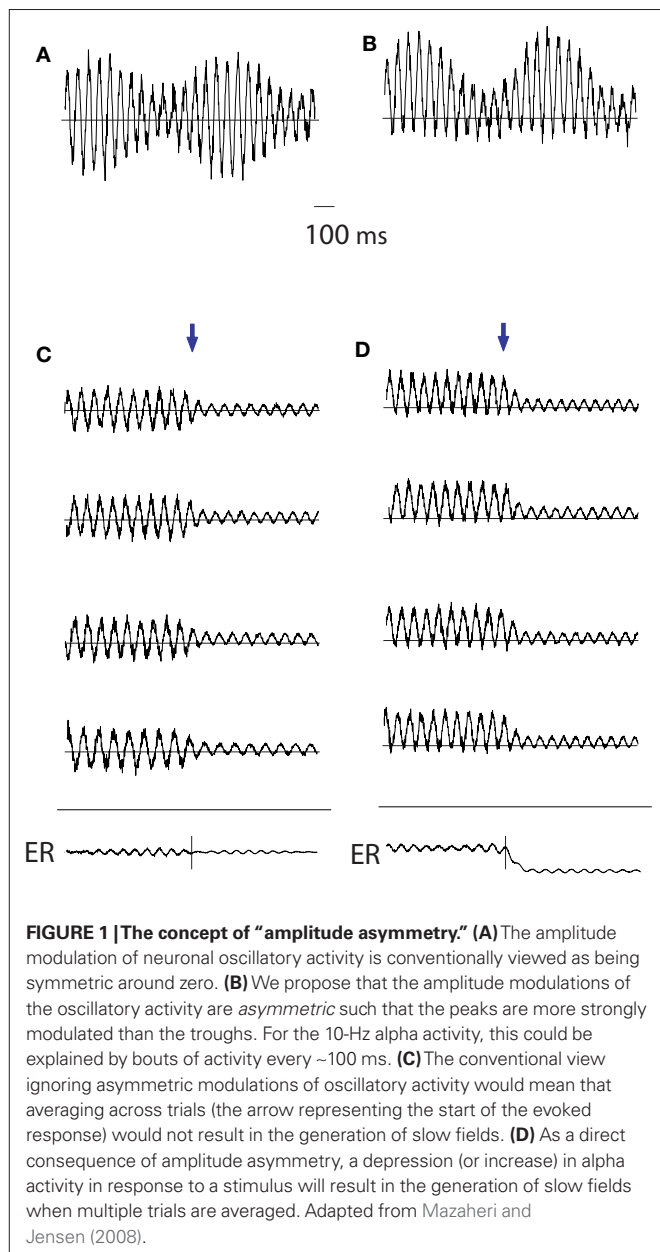 A
B
100 ms
C
D
ER
ER
FIGURE 1 | The concept of “amplitude asymmetry.” (A) The amplitude
modulation of neuronal oscillatory activity is conventionally viewed as being
symmetric around zero. (B) We propose that the amplitude modulations of
the oscillatory activity are asymmetric such that the peaks are more strongly
modulated than the troughs. For the 10-Hz alpha activity, this could be
explained by bouts of activity every ~100 ms. (C) The conventional view
ignoring asymmetric modulations of oscillatory activity would mean that
averaging across trials (the arrow representing the start of the evoked
response) would not result in the generation of slow fields. (D) As a direct
consequence of amplitude asymmetry, a depression (or increase) in alpha
activity in response to a stimulus will result in the generation of slow fields
when multiple trials are averaged. Adapted from Mazaheri and
Jensen (2008).